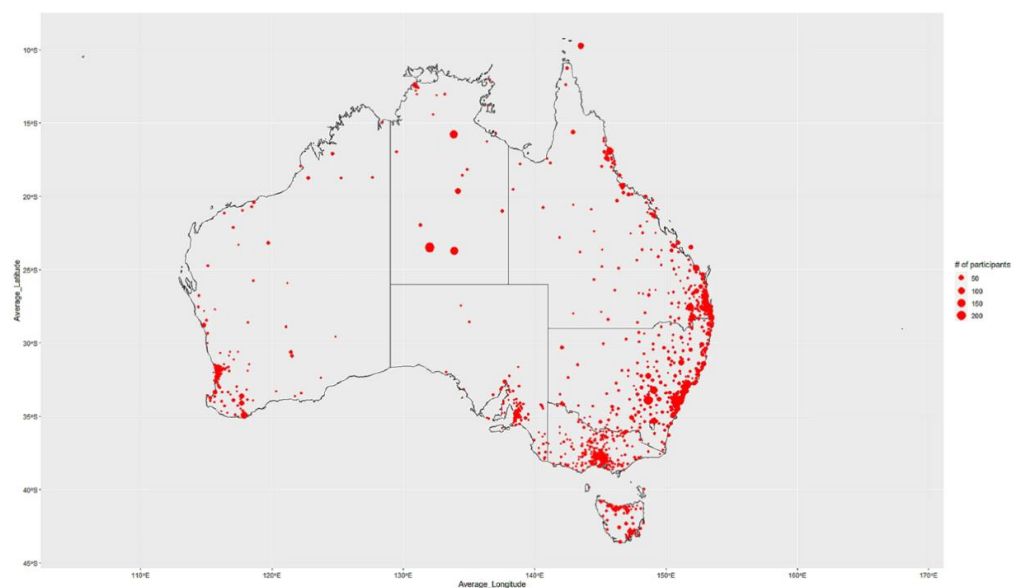 10°S
15°S
20°S
25°S
30°S
35°S
40°S
45°S
Average_Latitude
110°E
120°E
130°E
140°E
150°E
160°E
170°E
Average_Longitude
# of participants
50
100
150
200